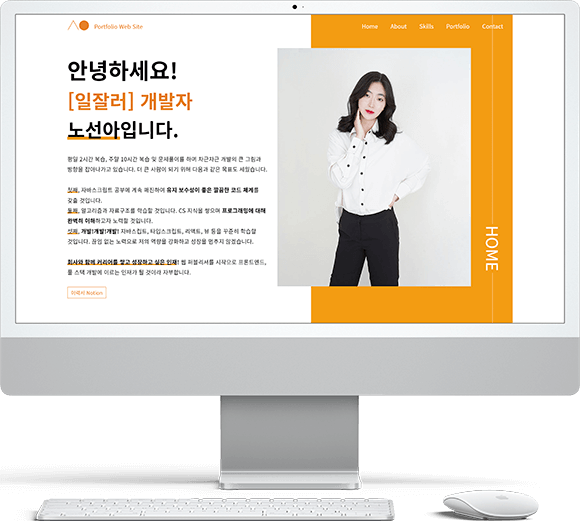 Portfolio Web Site
Home About Skills Portfolio Contact
안녕하세요!
[일잘러] 개발자
노선아입니다.
평일 2시간 복습, 주말 10시간 복습 및 문제풀이를 하며 차근차근 개발의 큰 그림과
방향을 잡아나가고 있습니다. 더 큰 사람이 되기 위해 다음과 같은 목표도 세웠습니다.
첫째, 자바스크립트 공부에 계속 매진하여 유지 보수성이 좋은 깔끔한 코드 체계를
갖출 것입니다.
둘째, 알고리즘과 자료구조를 학습할 것입니다. CS 지식을 쌓으며 프로그래밍에 대해
완벽히 이해하고자 노력할 것입니다.
셋째, 개발!개발!개발! 자바스립트, 타입스크립트, 리액트, 뷰 등을 꾸준히 학습할
것입니다. 끊임 없는 노력으로 저의 역량을 강화하고 성장을 멈추지 않겠습니다.
회사와 함께 커리어를 쌓고 성장하고 싶은 인재! 웹 퍼블리셔를 시작으로 프론트엔드,
풀 스택 개발에 이르는 인재가 될 것이라 자부합니다.
이력서 Notion
HOME